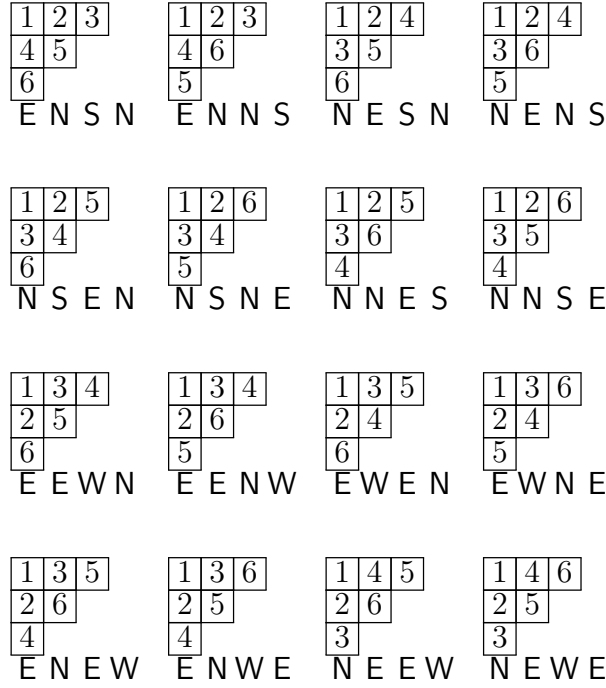 1 2 3 1 2 3 1 2 4 1 2 4
4 5 4 6 3 5 3 6
6 5 6 5
E N S N E N N S N E S N N E N S
1 2 5 1 2 6 1 2 5 1 2 6
3 4 3 4 3 6 3 5
6 5 4 4
N S E N N S N E N N E S N N S E
1 3 4 1 3 4 1 3 5 1 3 6
2 5 2 6 2 4 2 4
6 5 6 5
E E W N E E N W E W E N E W N E
1 3 5 1 3 6 1 4 5 1 4 6
2 6 2 5 2 6 2 5
4 4 3 3
E N E W E N W E N E E W N E W E